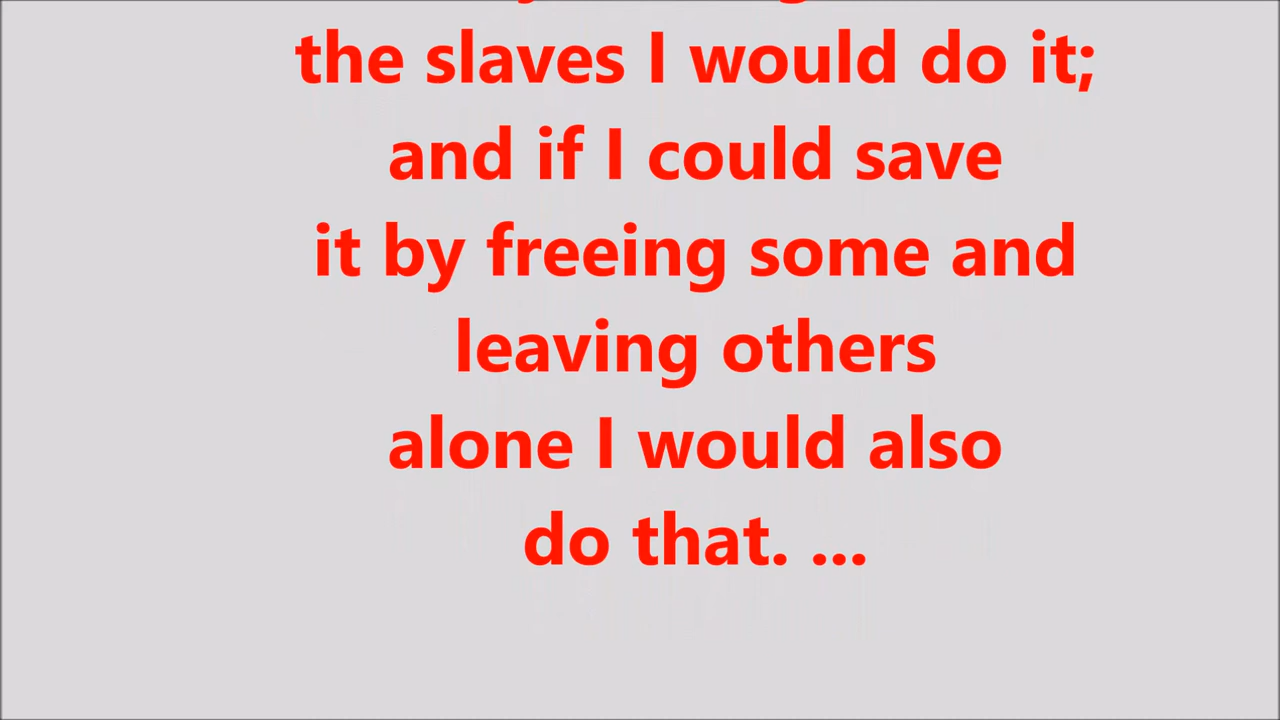 the slaves I would do it;
and if I could save
it by freeing some and
leaving others
alone I would also
do that. ...